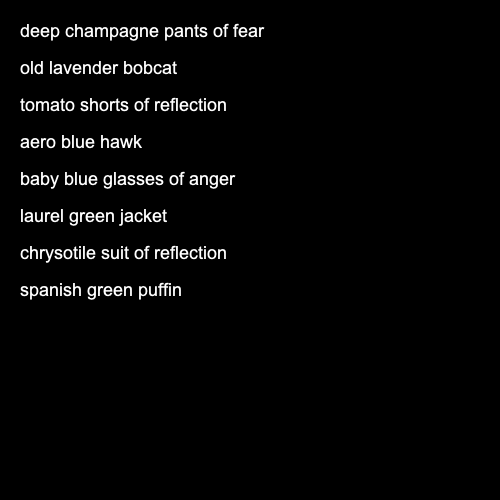 deep champagne pants of fear
old lavender bobcat
tomato shorts of reflection
aero blue hawk
baby blue glasses of anger
laurel green jacket
chrysotile suit of reflection
spanish green puffin